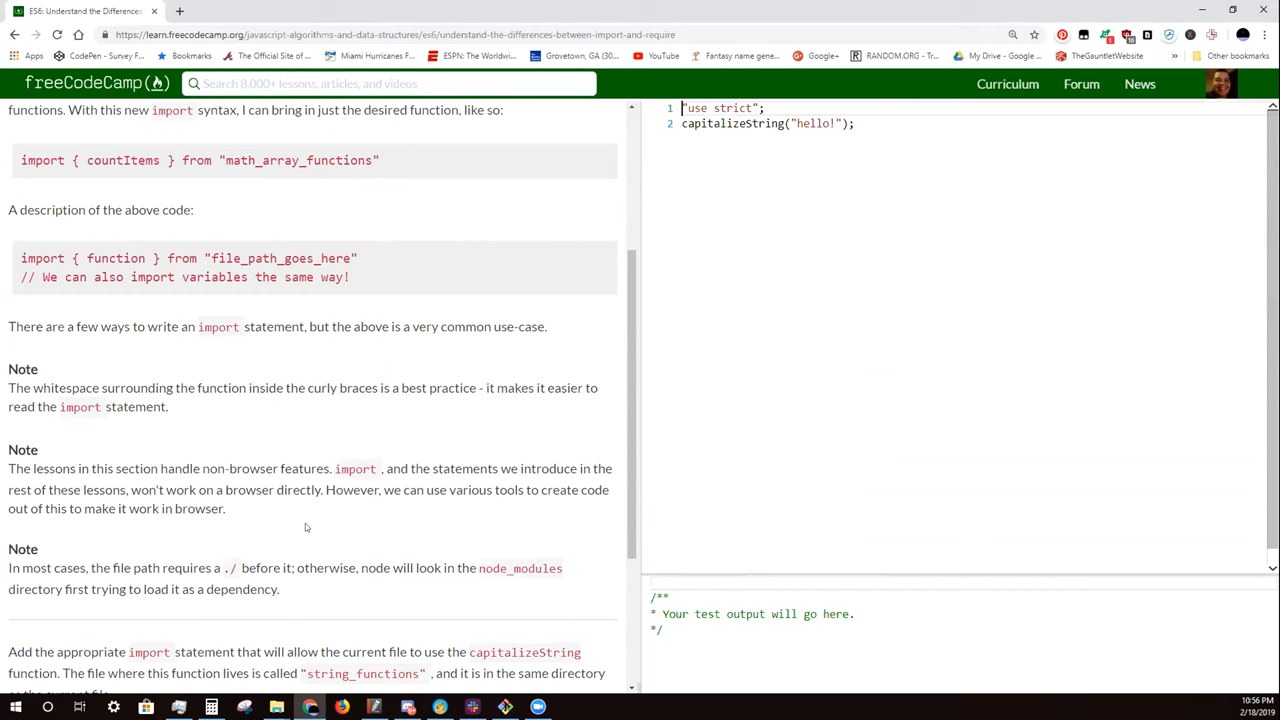 ES6: Understand the Differences
https://learn.freecodecamp.org/javascript-algorithms-and-data-structures/es6/understand-the-differences-between-import-and-require
Apps
CodePen - Survey F...
Bookmarks
The Official Site of ...
Miami Hurricanes F...
ESPN: The Worldwi...
Grovetown, GA (30...
YouTube
Fantasy name gene...
Google+
RANDOM.ORG - Tr...
My Drive - Google ...
TheGauntletWebsite
»
Other bookmarks
freeCodeCamp
Search 8,000+ lessons, articles, and videos
Curriculum
Forum
News
functions. With this new import syntax, I can bring in just the desired function, like so:
import { countItems } from "math_array_functions"
A description of the above code:
import { function } from "file_path_goes_here"
// We can also import variables the same way!
There are a few ways to write an import statement, but the above is a very common use-case.
Note
The whitespace surrounding the function inside the curly braces is a best practice - it makes it easier to
read the import statement.
Note
The lessons in this section handle non-browser features. import , and the statements we introduce in the
rest of these lessons, won't work on a browser directly. However, we can use various tools to create code
out of this to make it work in browser.
Note
In most cases, the file path requires a ./ before it; otherwise, node will look in the node_modules
directory first trying to load it as a dependency.
Add the appropriate import statement that will allow the current file to use the capitalizeString
function. The file where this function lives is called "string_functions" , and it is in the same directory
as the current file.
1 "use strict";
2 capitalizeString("hello!");
/**
* Your test output will go here.
*/
10:56 PM
2/18/2019